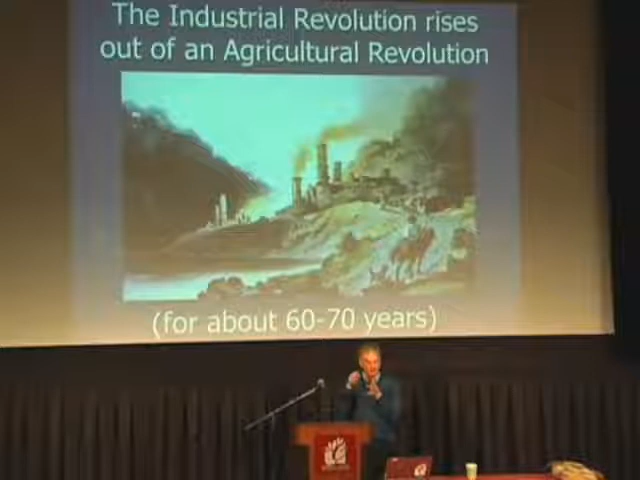 The Industrial Revolution rises
out of an Agricultural Revolution
(for about 60-70 years)